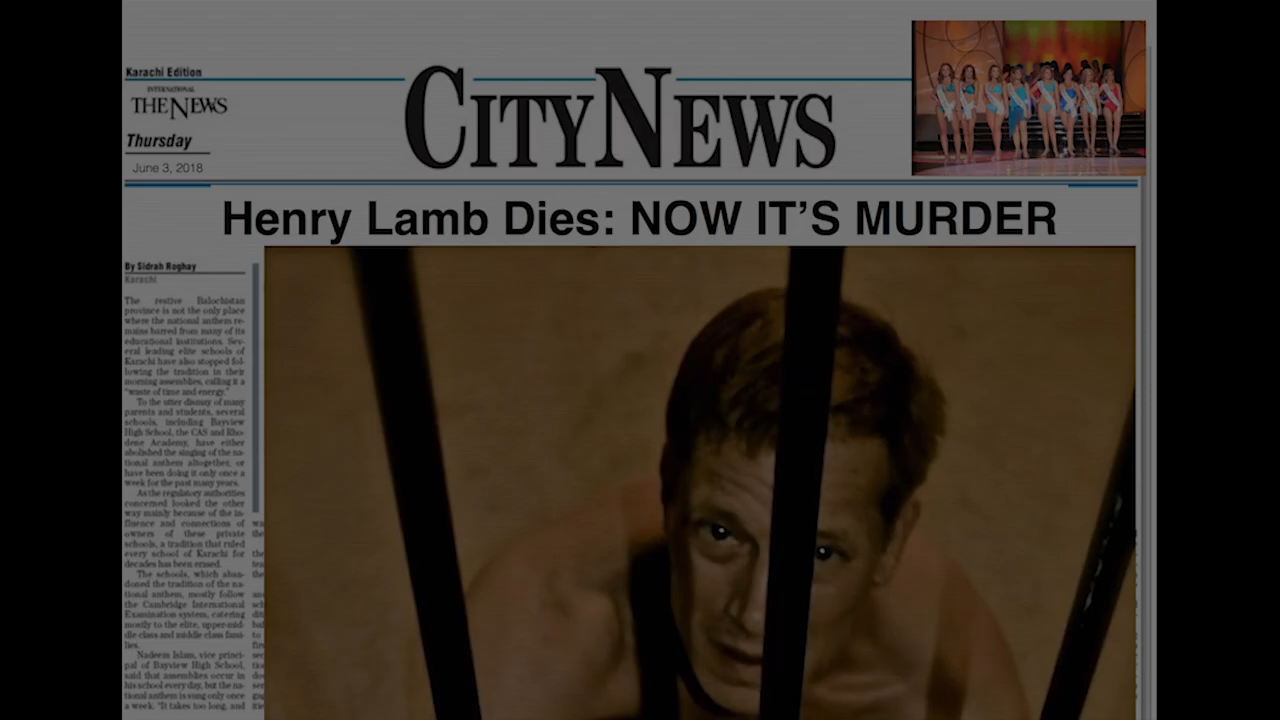 Karachi Edition
INTERNATIONAL
THE NEWS
Thursday
June 3, 2018
CITYNEWS
Henry Lamb Dies: NOW IT'S MURDER
By Sidrah Roghay
Karachi
The restive Balochistan
province is not the only place
where the national anthem re-
mains barred from many of its
educational institutions. Sev-
eral leading elite schools of
Karachi have also stopped fol-
lowing the tradition in their
morning assemblies, calling it a
"waste of time and energy."
To the utter dismay of many
parents and students, several
schools, including Bayview
High School, the CAS and Rho-
dene Academy, have either
abolished the singing of the na-
tional anthem altogether, or
have been doing it only once a
week for the past many years.
As the regulatory authorities
concerned looked the other
way mainly because of the in-
fluence and connections of
owners of these private
schools, a tradition that ruled
every school of Karachi for
decades has been erased.
The schools, which aban-
doned the tradition of the na-
tional anthem, mostly follow
the Cambridge International
Examination system, catering
mostly to the elite, upper-mid-
dle class and middle class fami-
lies.
Nadeem Islam, vice princi-
pal of Bayview High School,
said that assemblies occur in
his school every day, but the na-
tional anthem is sung only once
a week. "It takes too long, and